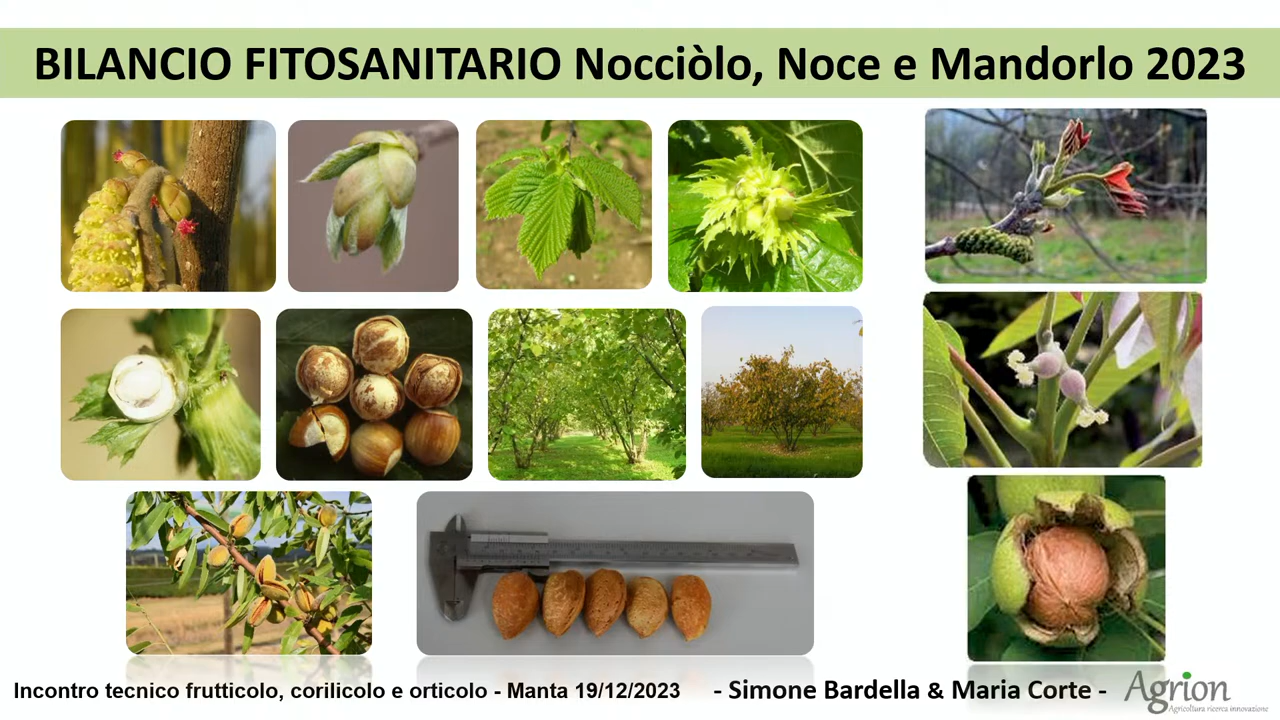 BILANCIO FITOSANITARIO Nocciòlo, Noce e Mandorlo 2023
Incontro tecnico frutticolo, corilicolo e orticolo - Manta 19/12/2023
- Simone Bardella & Maria Corte -
Agrion
Agricoltura ricerca innovazione